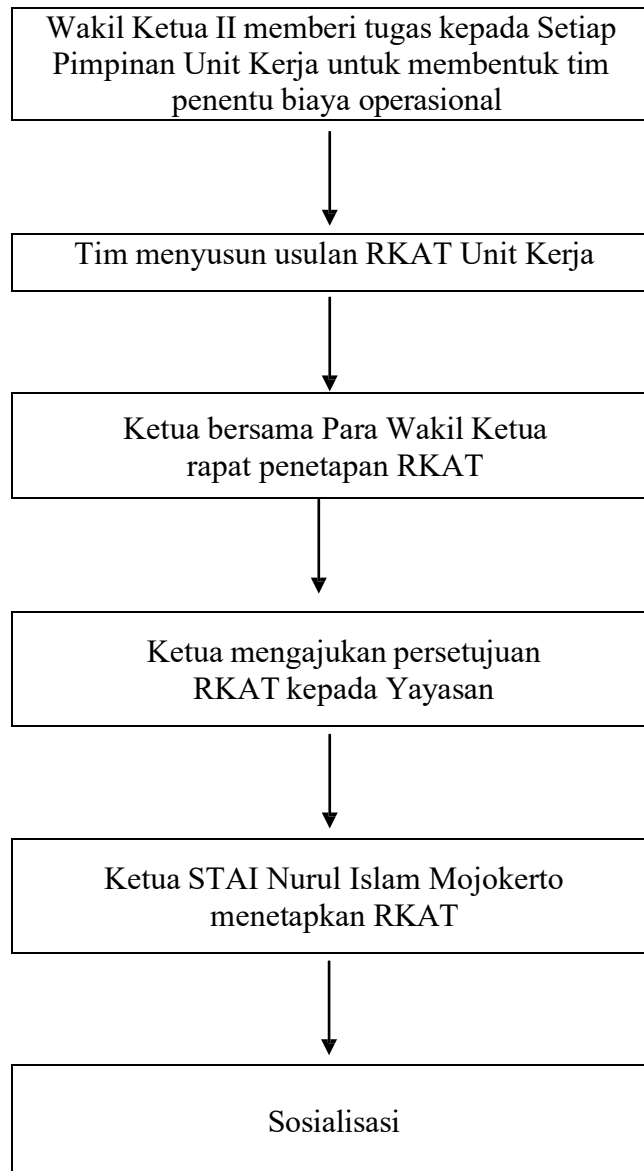 Wakil Ketua II memberi tugas kepada Setiap
Pimpinan Unit Kerja untuk membentuk tim
penentu biaya operasional
Tim menyusun usulan RKAT Unit Kerja
Ketua bersama Para Wakil Ketua
rapat penetapan RKAT
Ketua mengajukan persetujuan
RKAT kepada Yayasan
Ketua STAI Nurul Islam Mojokerto
menetapkan RKAT
Sosialisasi